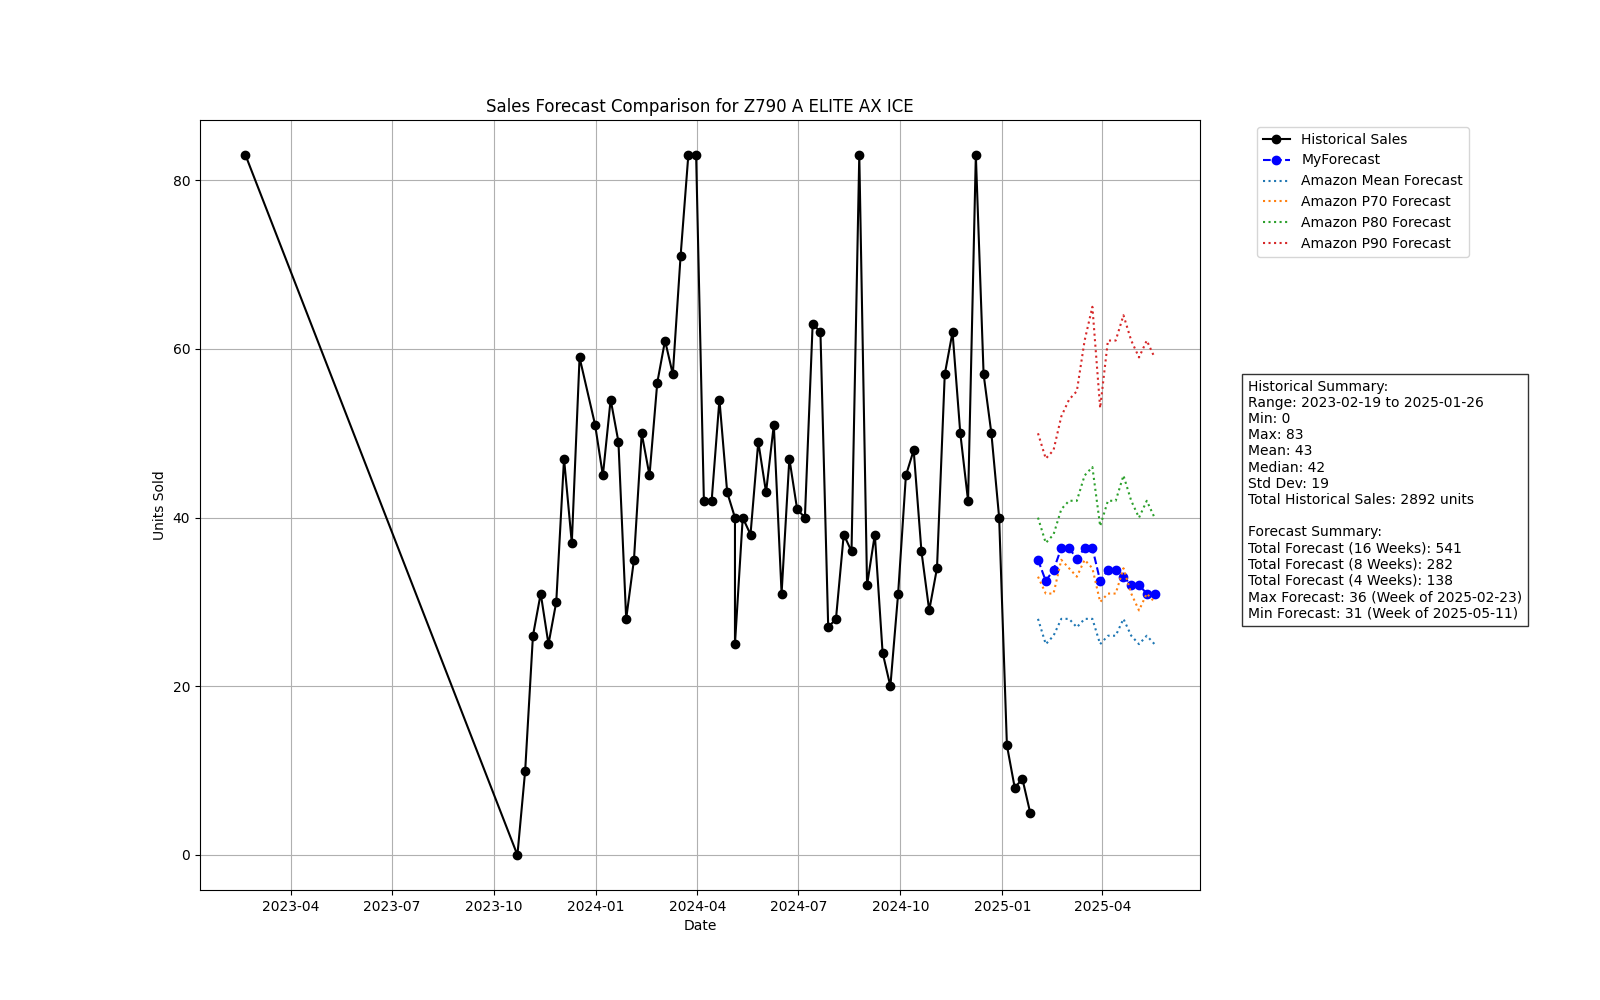 Sales Forecast Comparison for Z790 A ELITE AX ICE
Historical Sales
MyForecast
Amazon Mean Forecast
Amazon P70 Forecast
Amazon P80 Forecast
Amazon P90 Forecast
80
60
40
20
0
Units Sold
2023-04
2023-07
2023-10
2024-01
2024-04
2024-07
2024-10
2025-01
2025-04
Date
Historical Summary:
Range: 2023-02-19 to 2025-01-26
Min: 0
Max: 83
Mean: 43
Median: 42
Std Dev: 19
Total Historical Sales: 2892 units
Forecast Summary:
Total Forecast (16 Weeks): 541
Total Forecast (8 Weeks): 282
Total Forecast (4 Weeks): 138
Max Forecast: 36 (Week of 2025-02-23)
Min Forecast: 31 (Week of 2025-05-11)